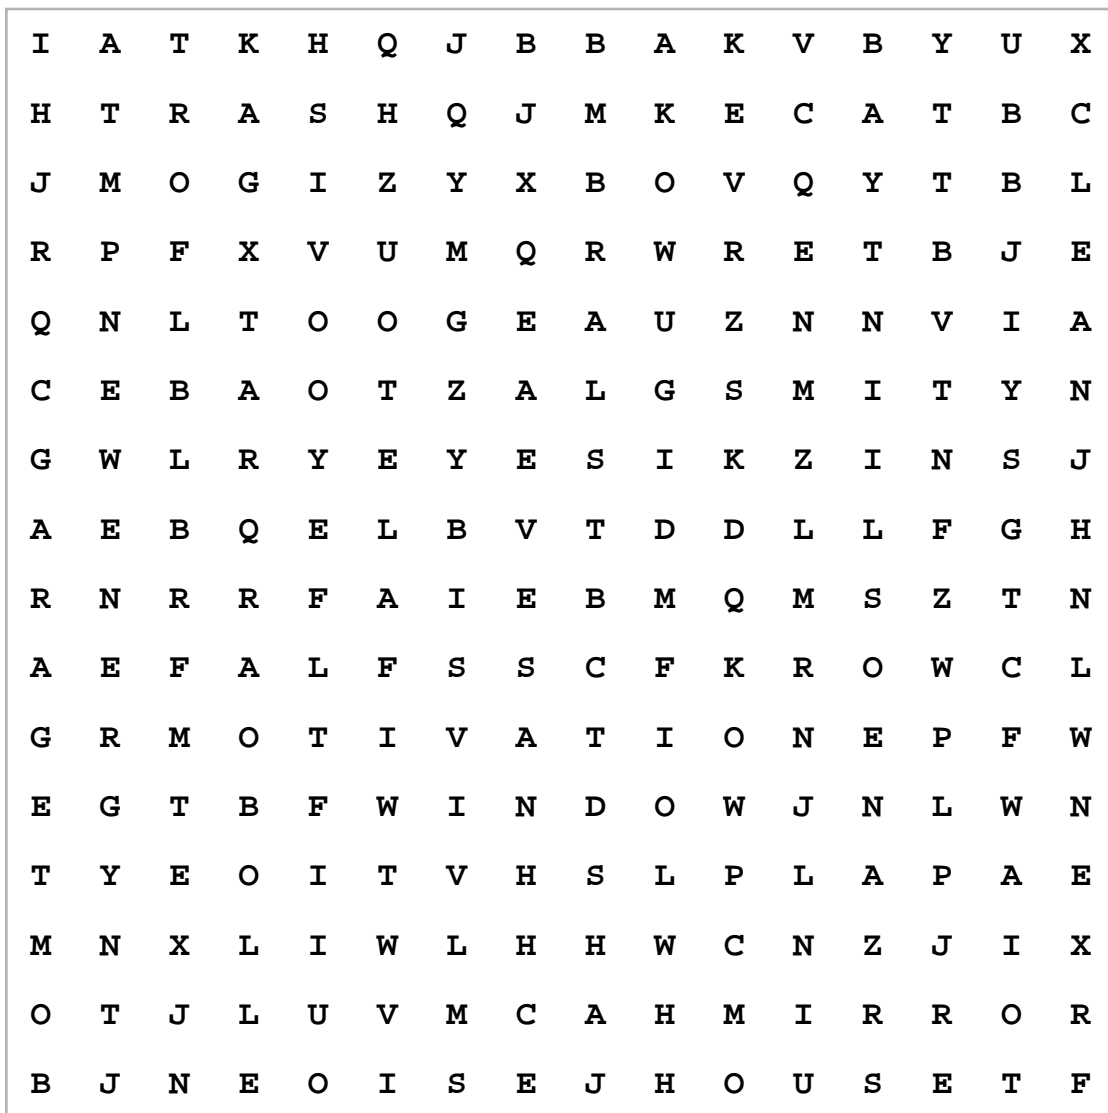 I A T K H Q J B B A K V B Y U X
H T R A S H Q J M K E C A T B C
J M O G I Z Y X B O V Q Y T B L
R P F X V U M Q R W R E T B J E
Q N L T O O G E A U Z N N V I A
C E B A O T Z A L G S M I T Y N
G W L R Y E Y E S I K Z I N S J
A E B Q E L B V T D D L L F G H
R N R R F A I E B M Q M S Z T N
A E F A L F S S C F K R O W C L
G R M O T I V A T I O N E P F W
E G T B F W I N D O W J N L W N
T Y E O I T V H S L P L A P A E
M N X L I W L H H W C N Z J I X
O T J L U V M C A H M I R R O R
B J N E O I S E J H O U S E T F